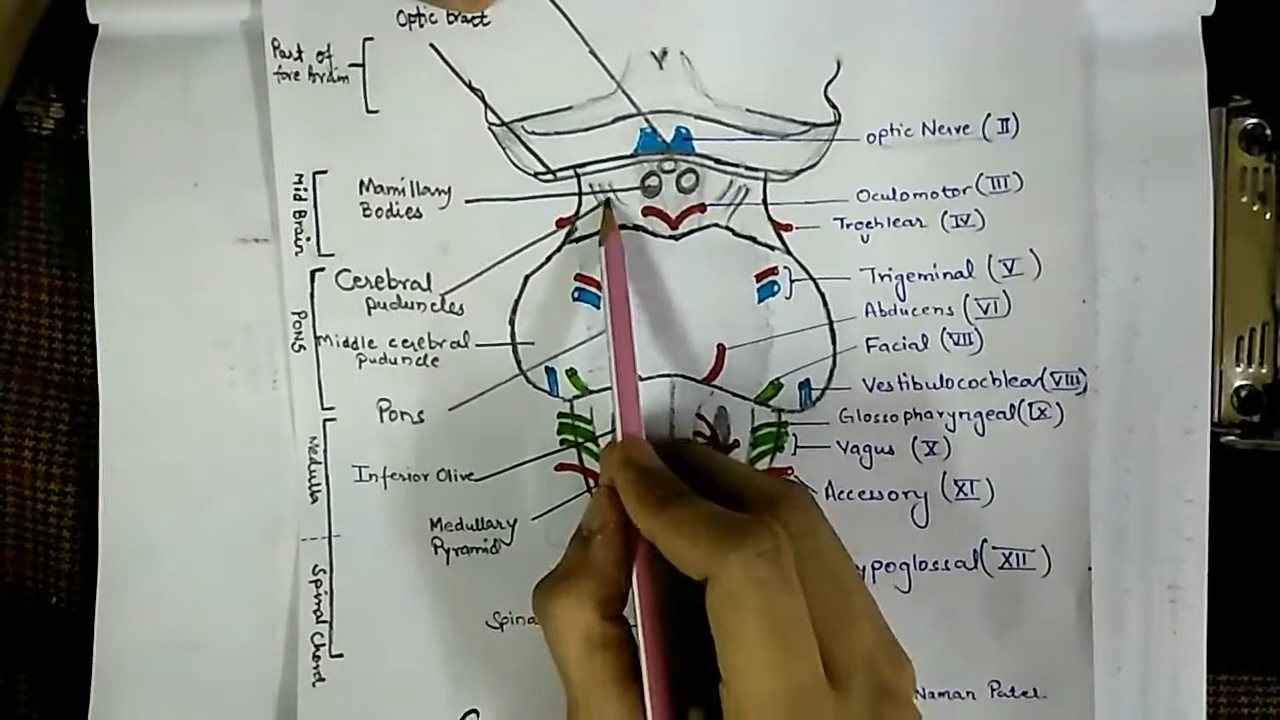 Optic tract
Part of
fore brain
Mid Brain
Mamillary
Bodies
Cerebral
puduncles
PONS
Middle cerebral
puduncle
Pons
Medulla
Inferior Olive
Medullary
Pyramid
Spinal Chord
Spina
optic Nerve (II)
Oculomotor (III)
Trochlear (IV)
Trigeminal (V)
Abducens (VI)
Facial (VII)
Vestibulocochlear (VIII)
Glossopharyngeal (IX)
Vagus (X)
Accessory (XI)
ypoglossal (XII)
Naman Patel.